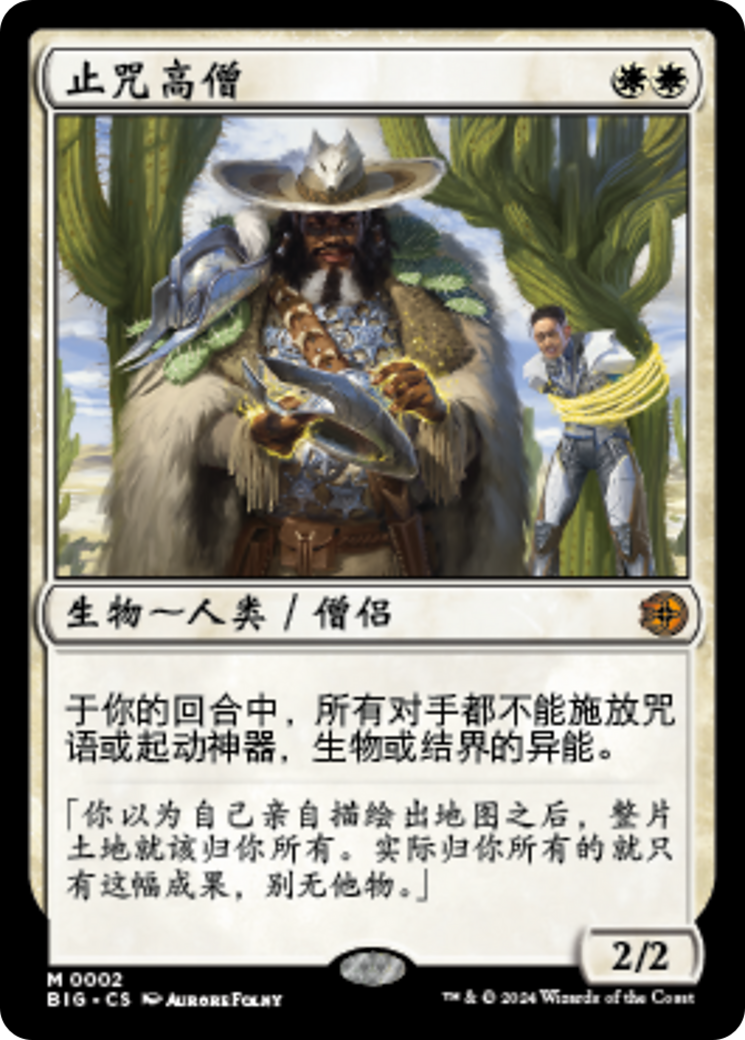 止咒高僧
生物～人类／僧侣
于你的回合中，所有对手都不能施放咒
语或起动神器，生物或结界的异能。
「你以为自己亲自描绘出地图之后，整片
土地就该归你所有。实际归你所有的就只
有这幅成果，别无他物。」
2/2
M 0002
BIG • CS AURORE FOLNY
™ & © 2024 Wizards of the Coast